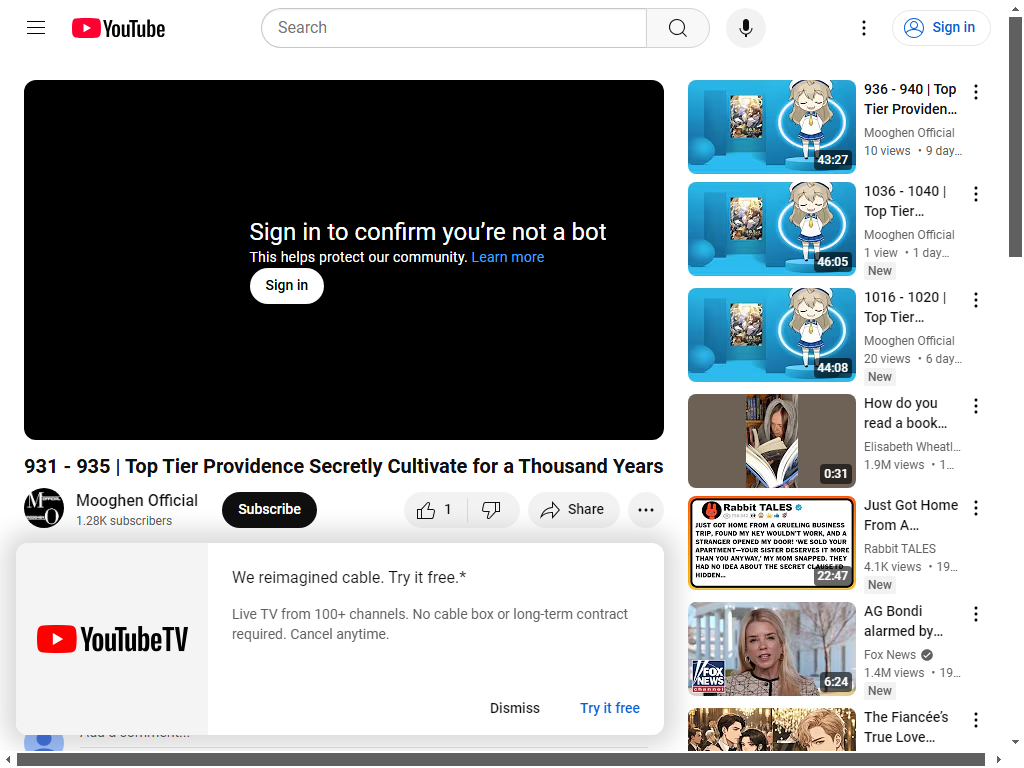 YouTube
Search
Sign in
Sign in to confirm you’re not a bot
This helps protect our community. Learn more
Sign in
931 - 935 | Top Tier Providence Secretly Cultivate for a Thousand Years
Mooghen Official
1.28K subscribers
Subscribe
1
Share
YouTubeTV
We reimagined cable. Try it free.*
Live TV from 100+ channels. No cable box or long-term contract
required. Cancel anytime.
Dismiss
Try it free
43:27
936 - 940 | Top
Tier Providen...
Mooghen Official
10 views • 9 day...
46:05
1036 - 1040 |
Top Tier...
Mooghen Official
1 view • 1 day...
New
44:08
1016 - 1020 |
Top Tier...
Mooghen Official
20 views • 6 day...
New
0:31
How do you
read a book...
Elisabeth Wheatl...
1.9M views • 1...
Rabbit TALES
JUST GOT HOME FROM A GRUELING BUSINESS
TRIP, FOUND MY KEY WOULDN'T WORK, AND A
STRANGER OPENED MY DOOR! 'WE SOLD YOUR
APARTMENT—YOUR SISTER DESERVES IT MORE
THAN YOU ANYWAY,' MY MOM SNAPPED. THEY
HAD NO IDEA ABOUT THE SECRET CLAUSE I'D
HIDDEN...
22:47
Just Got Home
From A...
Rabbit TALES
4.1K views • 19...
New
FOX
NEWS
channel
6:24
AG Bondi
alarmed by...
Fox News
1.4M views • 19...
New
The Fiancée’s
True Love...